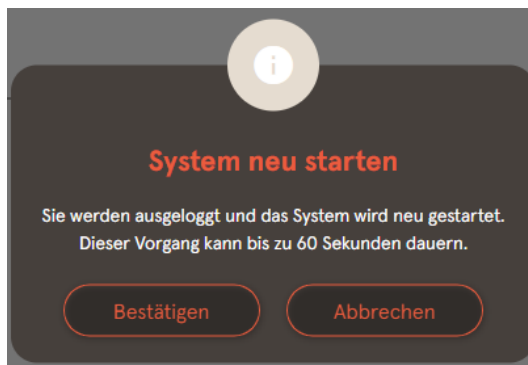 System neu starten
Sie werden ausgeloggt und das System wird neu gestartet.
Dieser Vorgang kann bis zu 60 Sekunden dauern.
Bestätigen
Abbrechen